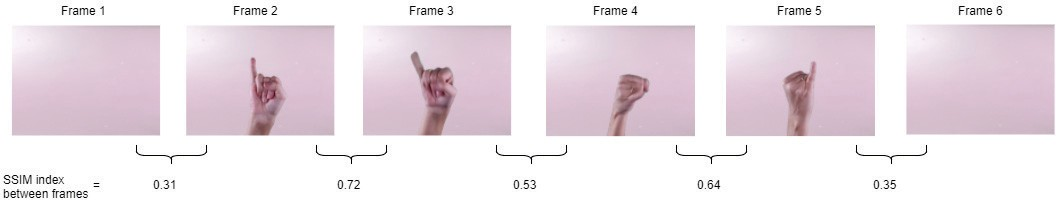 Frame 1 Frame 2 Frame 3 Frame 4 Frame 5 Frame 6
SSIM index
between frames = 0.31 0.72 0.53 0.64 0.35